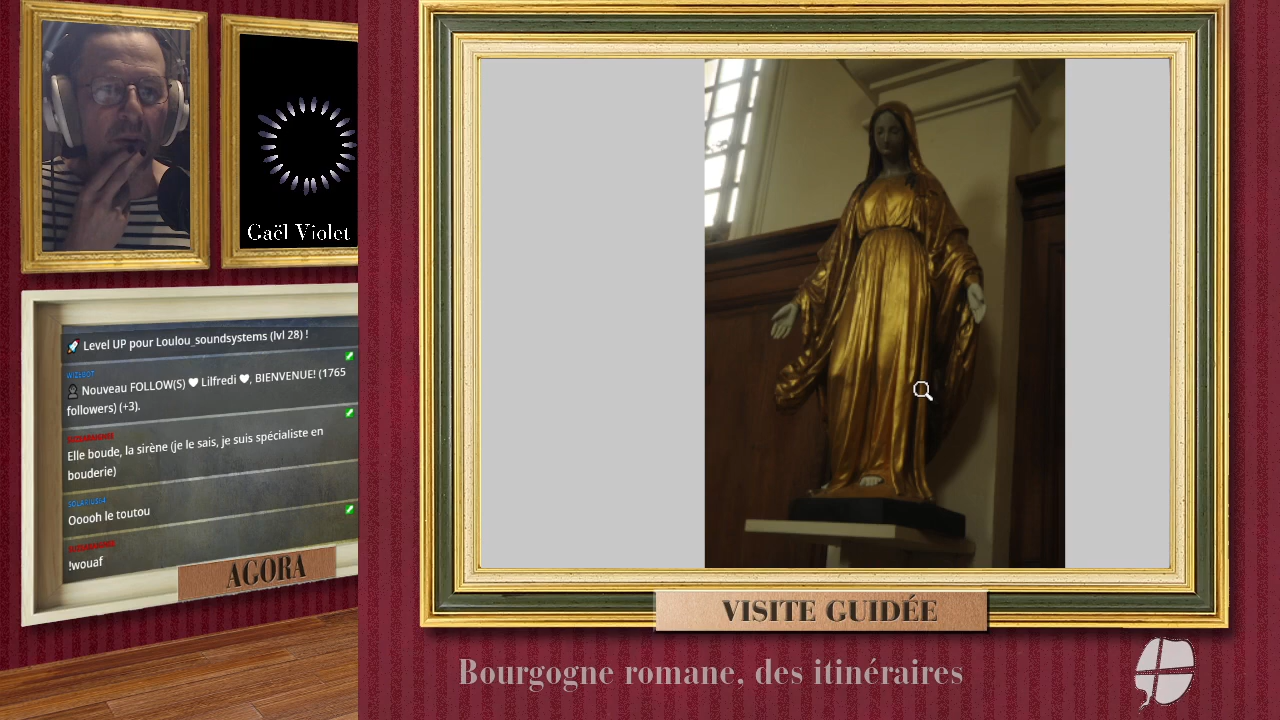 Gaël Violet
Level UP pour Loulou_soundsystems (lvl 28) !
WIZEBOT
Nouveau FOLLOW(S) ♥ Lilfredi ♥, BIENVENUE! (1765
followers) (+3).
Elle boude, la sirène (je le sais, je suis spécialiste en
bouderie)
Ooooh le toutou
!wouaf
AGORA
VISITE GUIDÉE
Bourgogne romane, des itinéraires